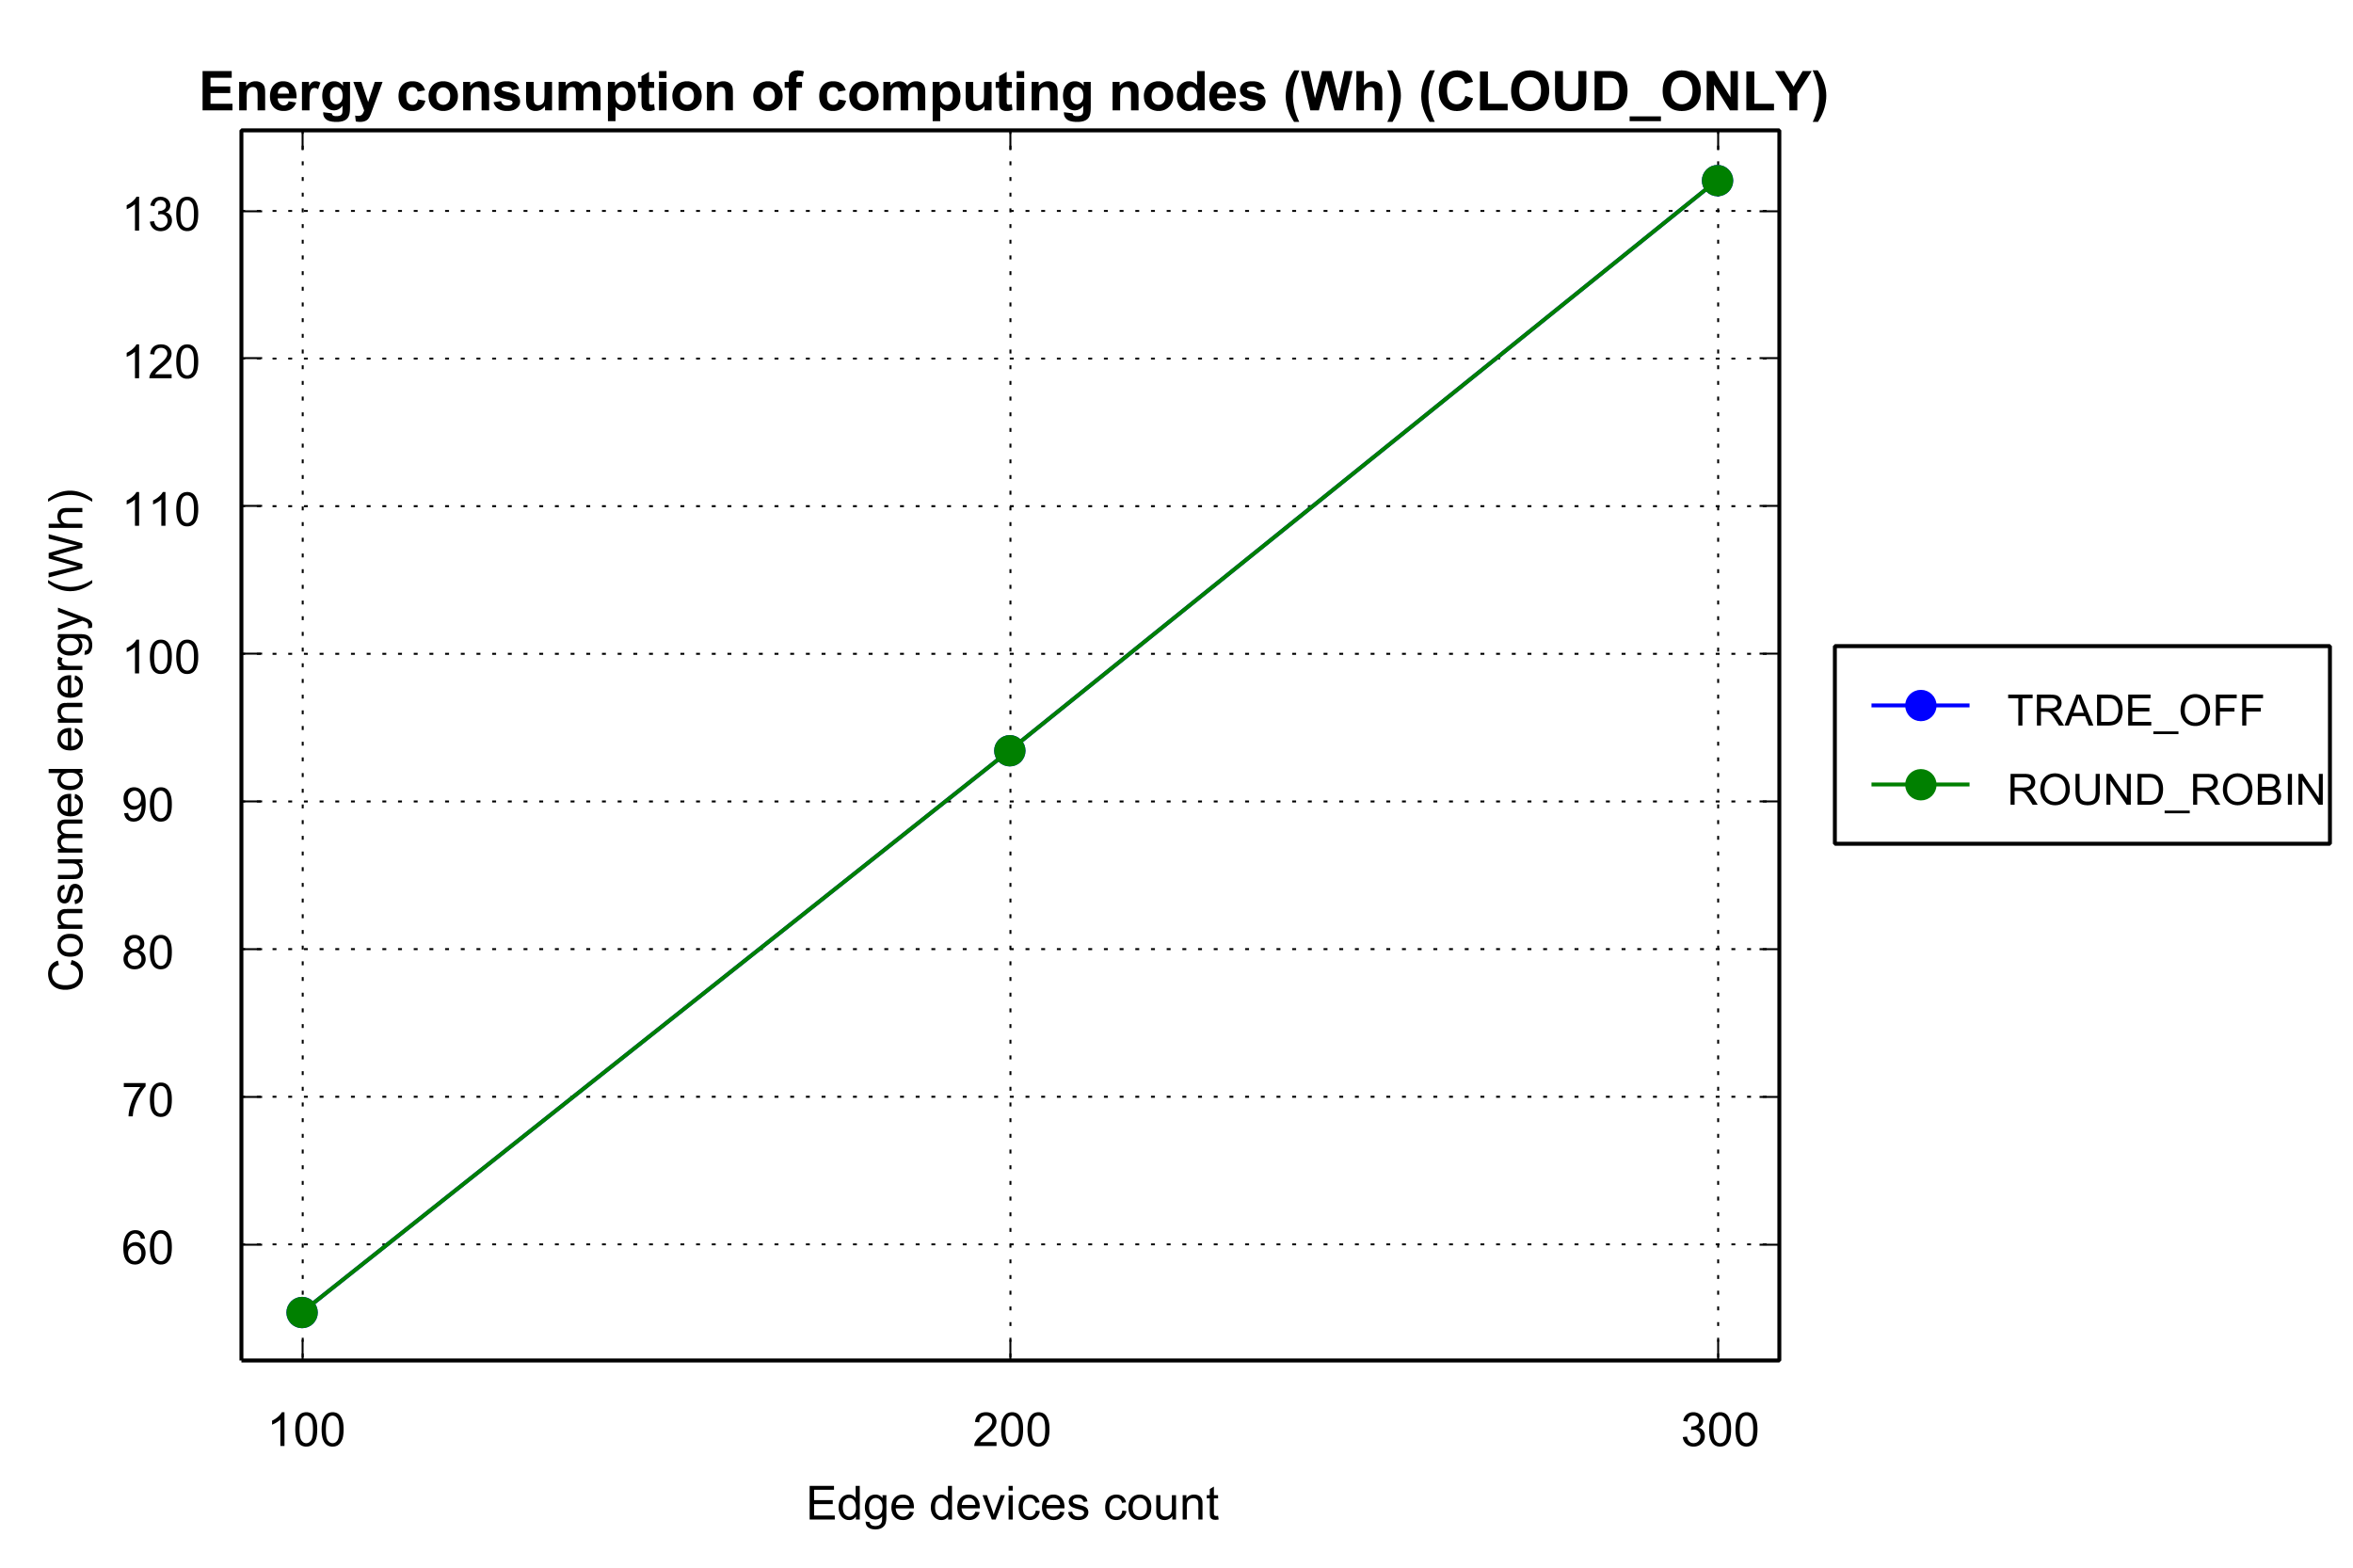 Energy consumption of computing nodes (Wh) (CLOUD_ONLY)
130
120
110
100
90
80
70
60
Consumed energy (Wh)
100
200
300
Edge devices count
TRADE_OFF
ROUND_ROBIN